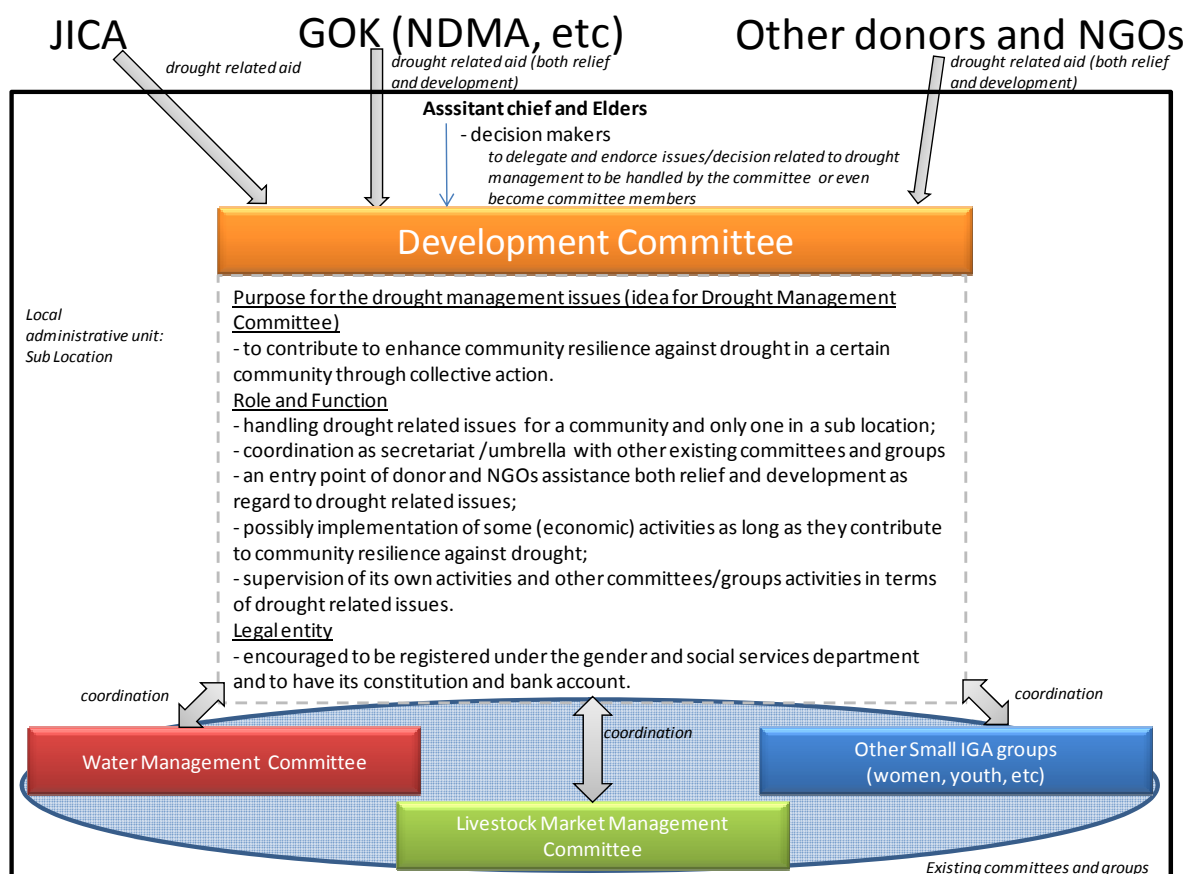 JICA
GOK (NDMA, etc)
Other donors and NGOs
drought related aid
drought related aid (both relief
and development)
drought related aid (both relief
and development)
Asssitant chief and Elders
- decision makers
to delegate and endorce issues/decision related to drought
management to be handled by the committee or even
become committee members
Development Committee
Local
administrative unit:
Sub Location
Purpose for the drought management issues (idea for Drought Management
Committee)
- to contribute to enhance community resilience against drought in a certain
community through collective action.
Role and Function
- handling drought related issues for a community and only one in a sub location;
- coordination as secretariat /umbrella with other existing committees and groups
- an entry point of donor and NGOs assistance both relief and development as
regard to drought related issues;
- possibly implementation of some (economic) activities as long as they contribute
to community resilience against drought;
- supervision of its own activities and other committees/groups activities in terms
of drought related issues.
Legal entity
- encouraged to be registered under the gender and social services department
and to have its constitution and bank account.
coordination
coordination
coordination
Water Management Committee
Other Small IGA groups
(women, youth, etc)
Livestock Market Management
Committee
Existing committees and groups